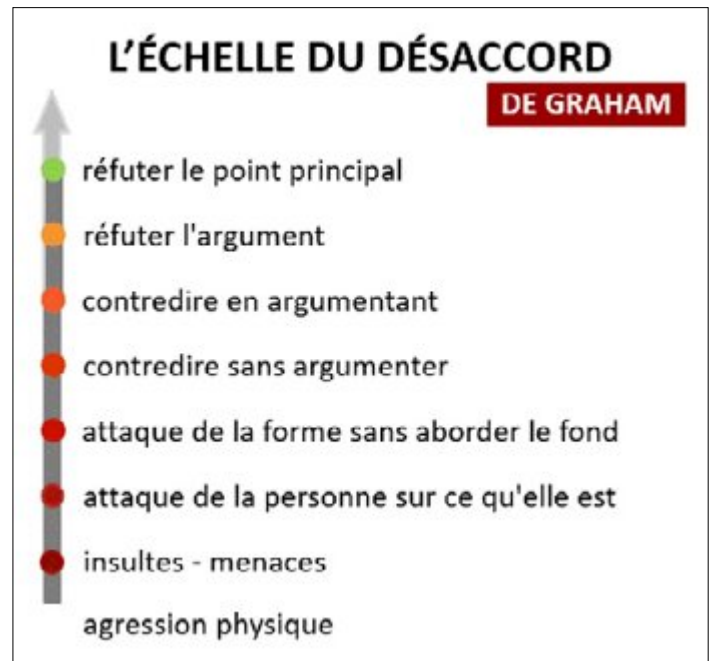 L'ÉCHELLE DU DÉSACCORD
DE GRAHAM
réfuter le point principal
réfuter l'argument
contredire en argumentant
contredire sans argumenter
attaque de la forme sans aborder le fond
attaque de la personne sur ce qu'elle est
insultes - menaces
agression physique